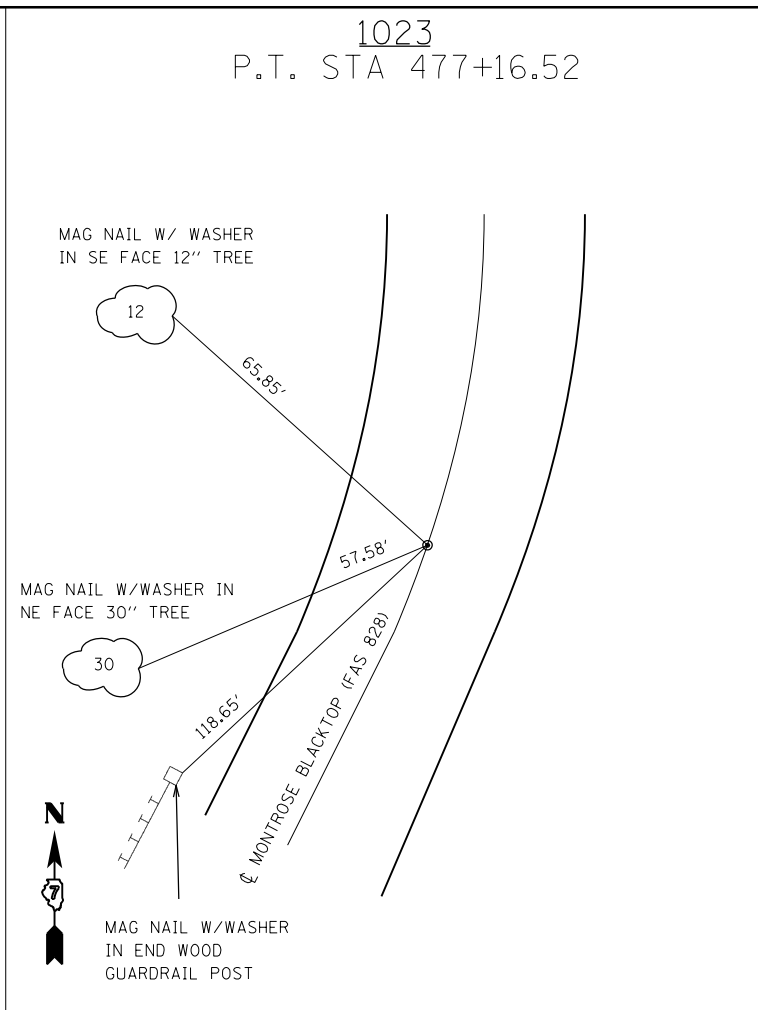 1023
P.T. STA 477+16.52
MAG NAIL W/ WASHER
IN SE FACE 12'' TREE
12
65.85'
57.58'
MAG NAIL W/WASHER IN
NE FACE 30'' TREE
30
118.65'
℄ MONTROSE BLACKTOP (FAS 828)
N
7
MAG NAIL W/WASHER
IN END WOOD
GUARDRAIL POST